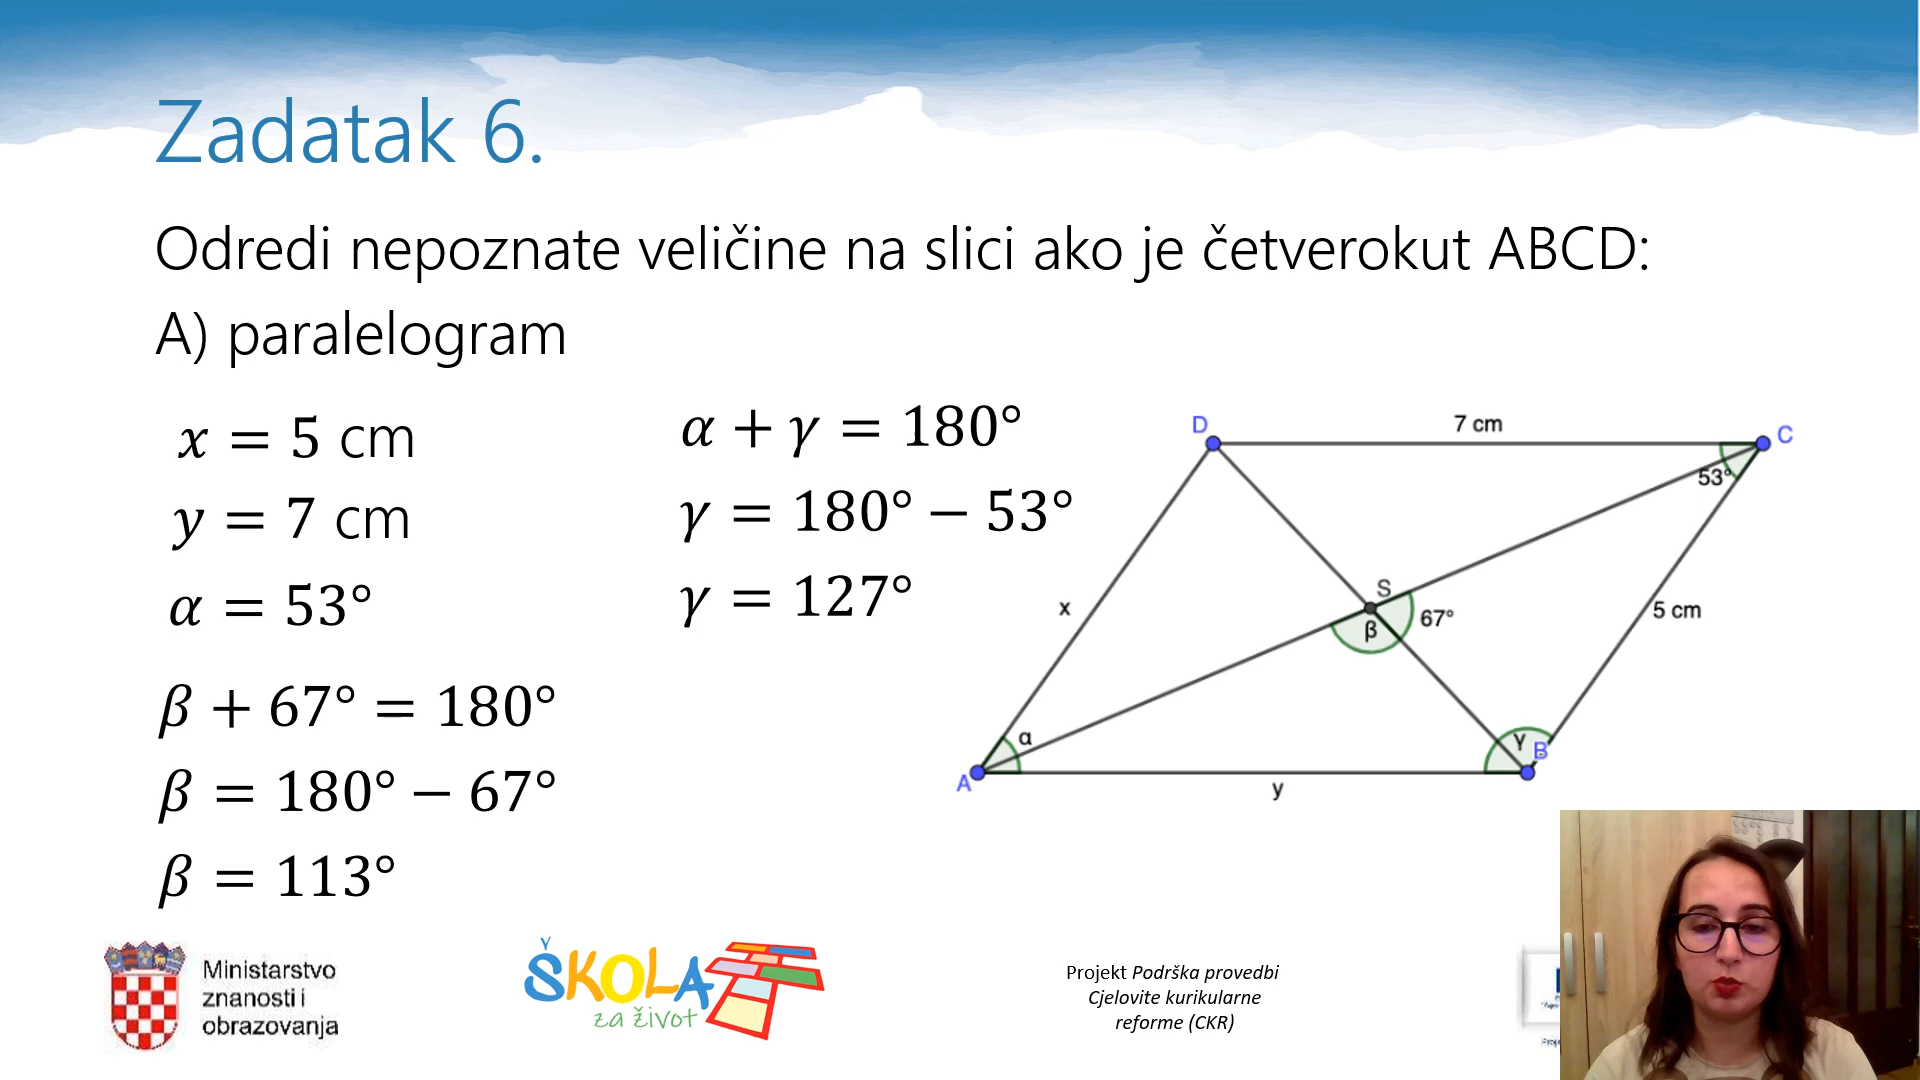 Zadatak 6.
Odredi nepoznate veličine na slici ako je četverokut ABCD:
A) paralelogram
x = 5 cm
y = 7 cm
α = 53°
β + 67° = 180°
β = 180° – 67°
β = 113°
α + γ = 180°
γ = 180° – 53°
γ = 127°
D
7 cm
C
53°
S
x
67°
β
5 cm
α
γ
B
A
y
Ministarstvo
znanosti i
obrazovanja
ŠKOLA
za život
Projekt Podrška provedbi
Cjelovite kurikularne
reforme (CKR)